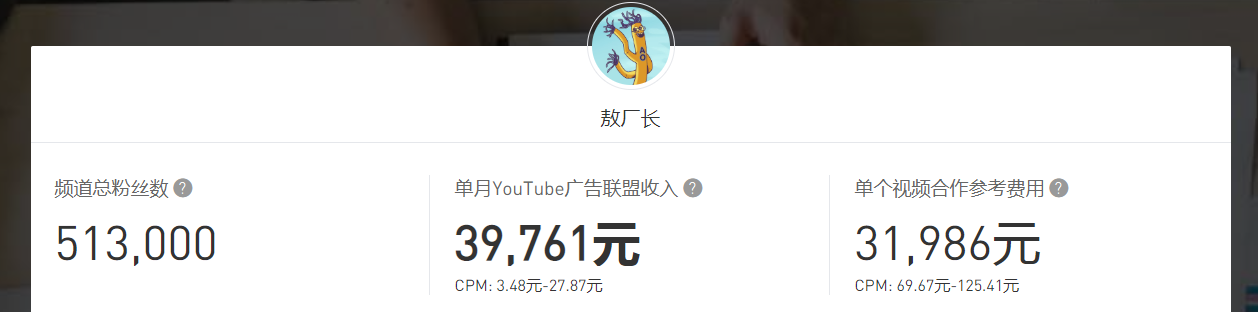 AO
敖厂长
频道总粉丝数 ?
单月YouTube广告联盟收入 ?
单个视频合作参考费用 ?
513,000
39,761元
31,986元
CPM: 3.48元-27.87元
CPM: 69.67元-125.41元